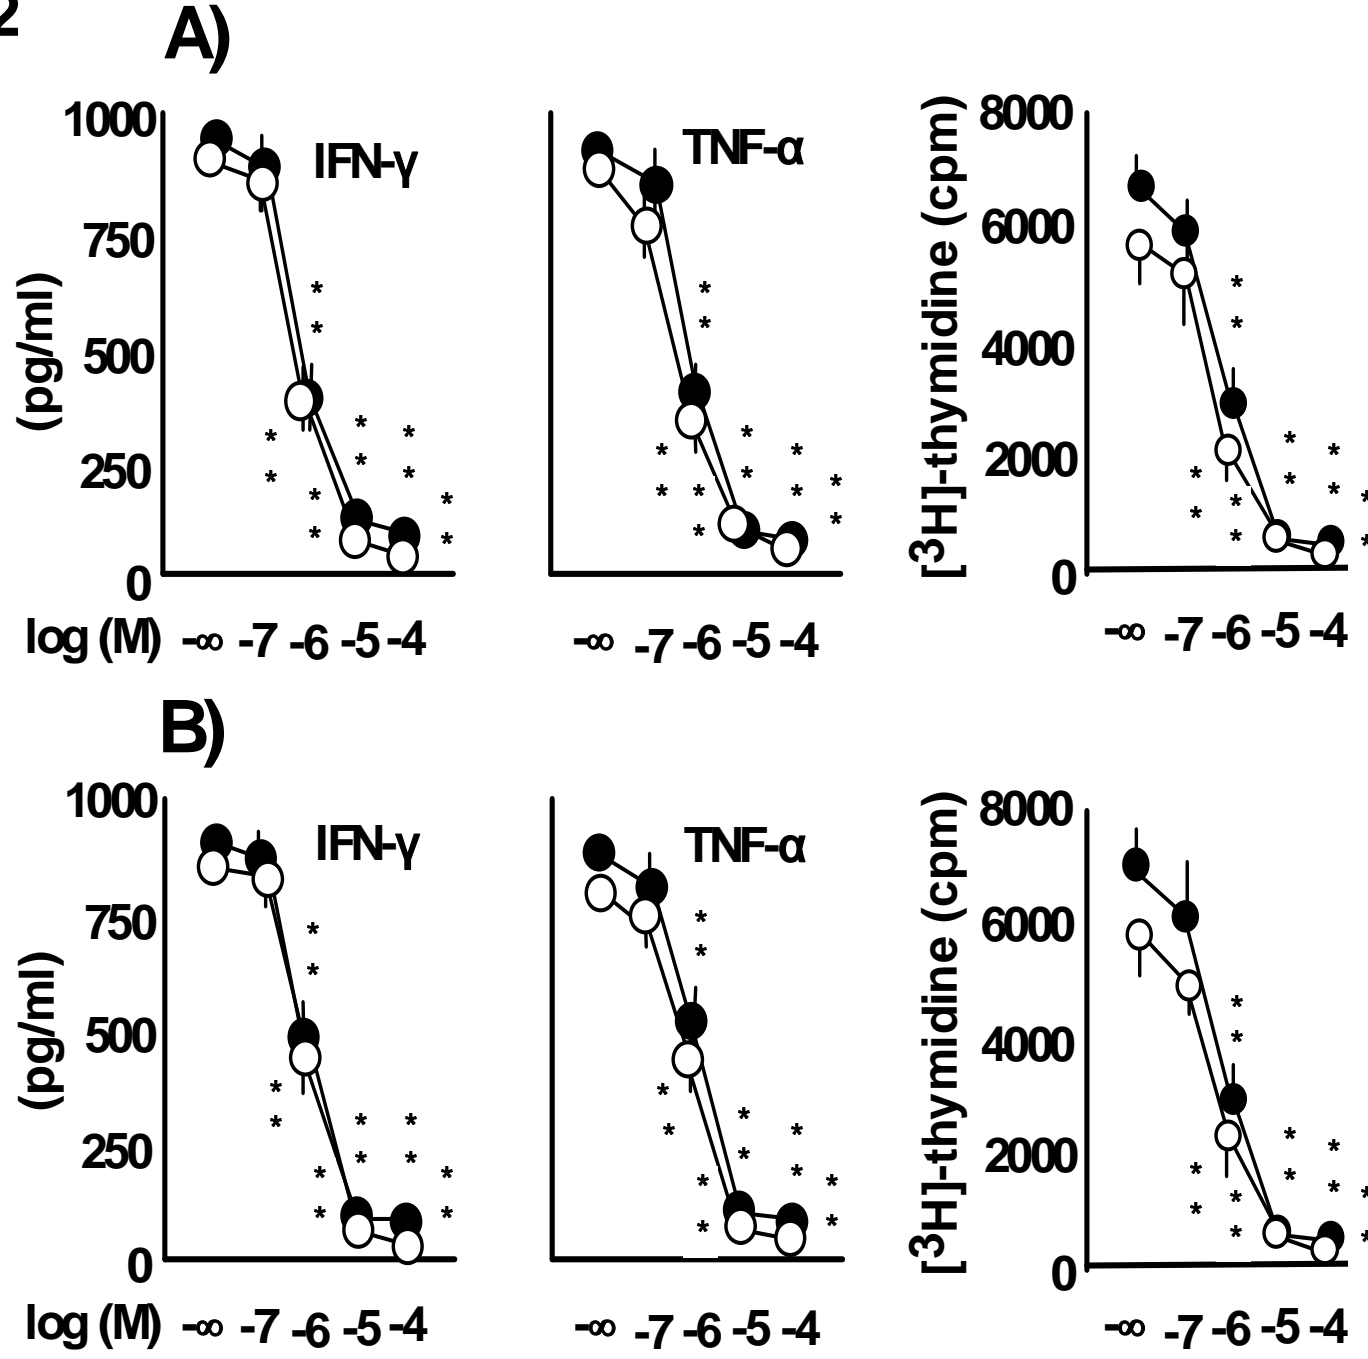 2
A)
1000
750
500
250
0
(pg/ml)
IFN-γ
TNF-α
[3H]-thymidine (cpm)
8000
6000
4000
2000
0
* * * * * * * * * *
* * * * * * * * * *
* * * * * * * * * *
log (M) -∞ -7 -6 -5 -4
-∞ -7 -6 -5 -4
-∞ -7 -6 -5 -4
B)
1000
750
500
250
0
(pg/ml)
IFN-γ
TNF-α
[3H]-thymidine (cpm)
8000
6000
4000
2000
0
* * * * * * * * * *
* * * * * * * * * *
* * * * * * * * * *
log (M) -∞ -7 -6 -5 -4
-∞ -7 -6 -5 -4
-∞ -7 -6 -5 -4